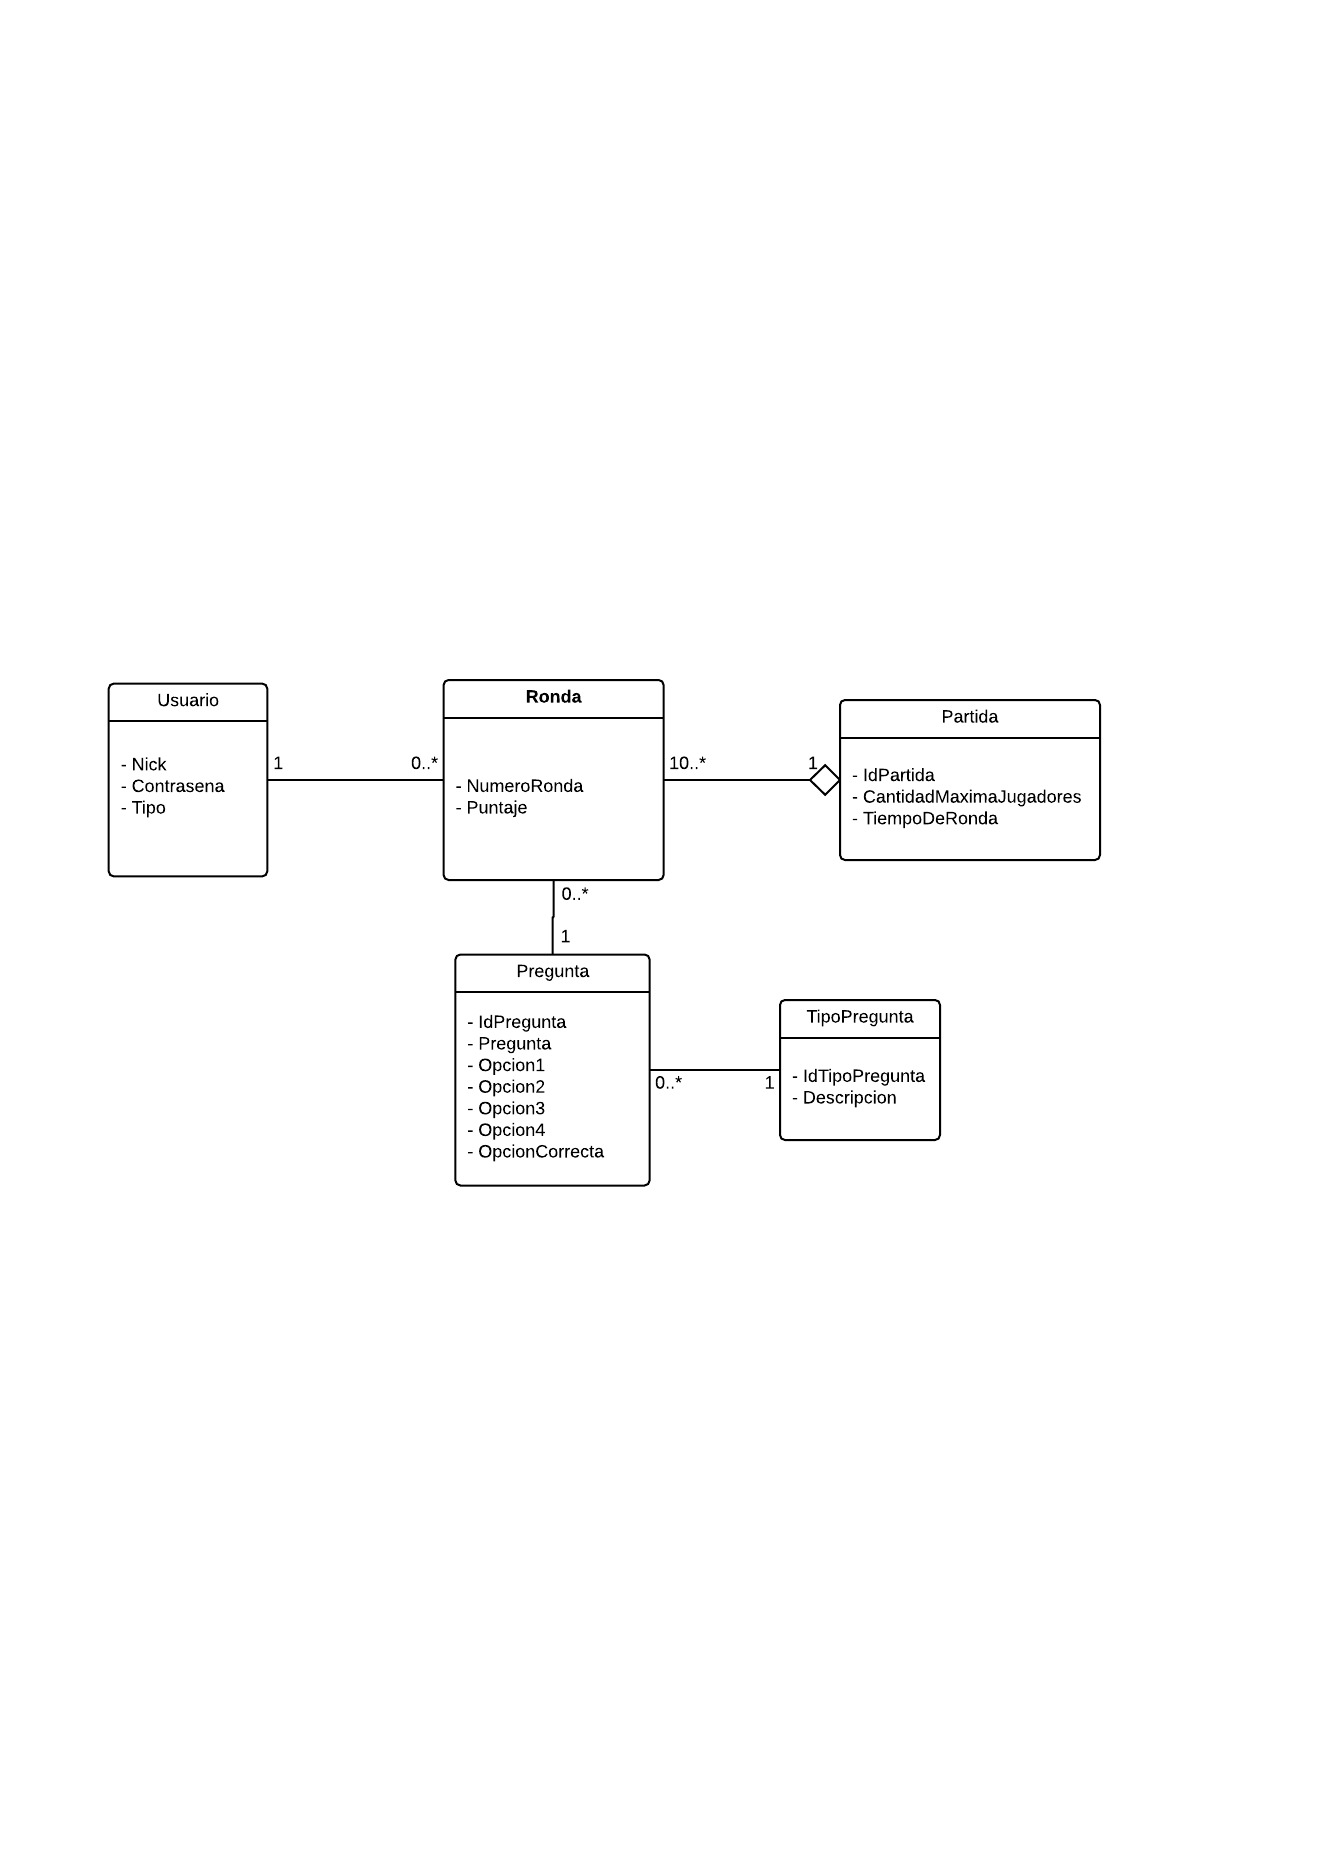 Usuario
- Nick
- Contrasena
- Tipo
1
0..*
Ronda
- NumeroRonda
- Puntaje
10..*
1
Partida
- IdPartida
- CantidadMaximaJugadores
- TiempoDeRonda
0..*
1
Pregunta
- IdPregunta
- Pregunta
- Opcion1
- Opcion2
- Opcion3
- Opcion4
- OpcionCorrecta
0..*
1
TipoPregunta
- IdTipoPregunta
- Descripcion